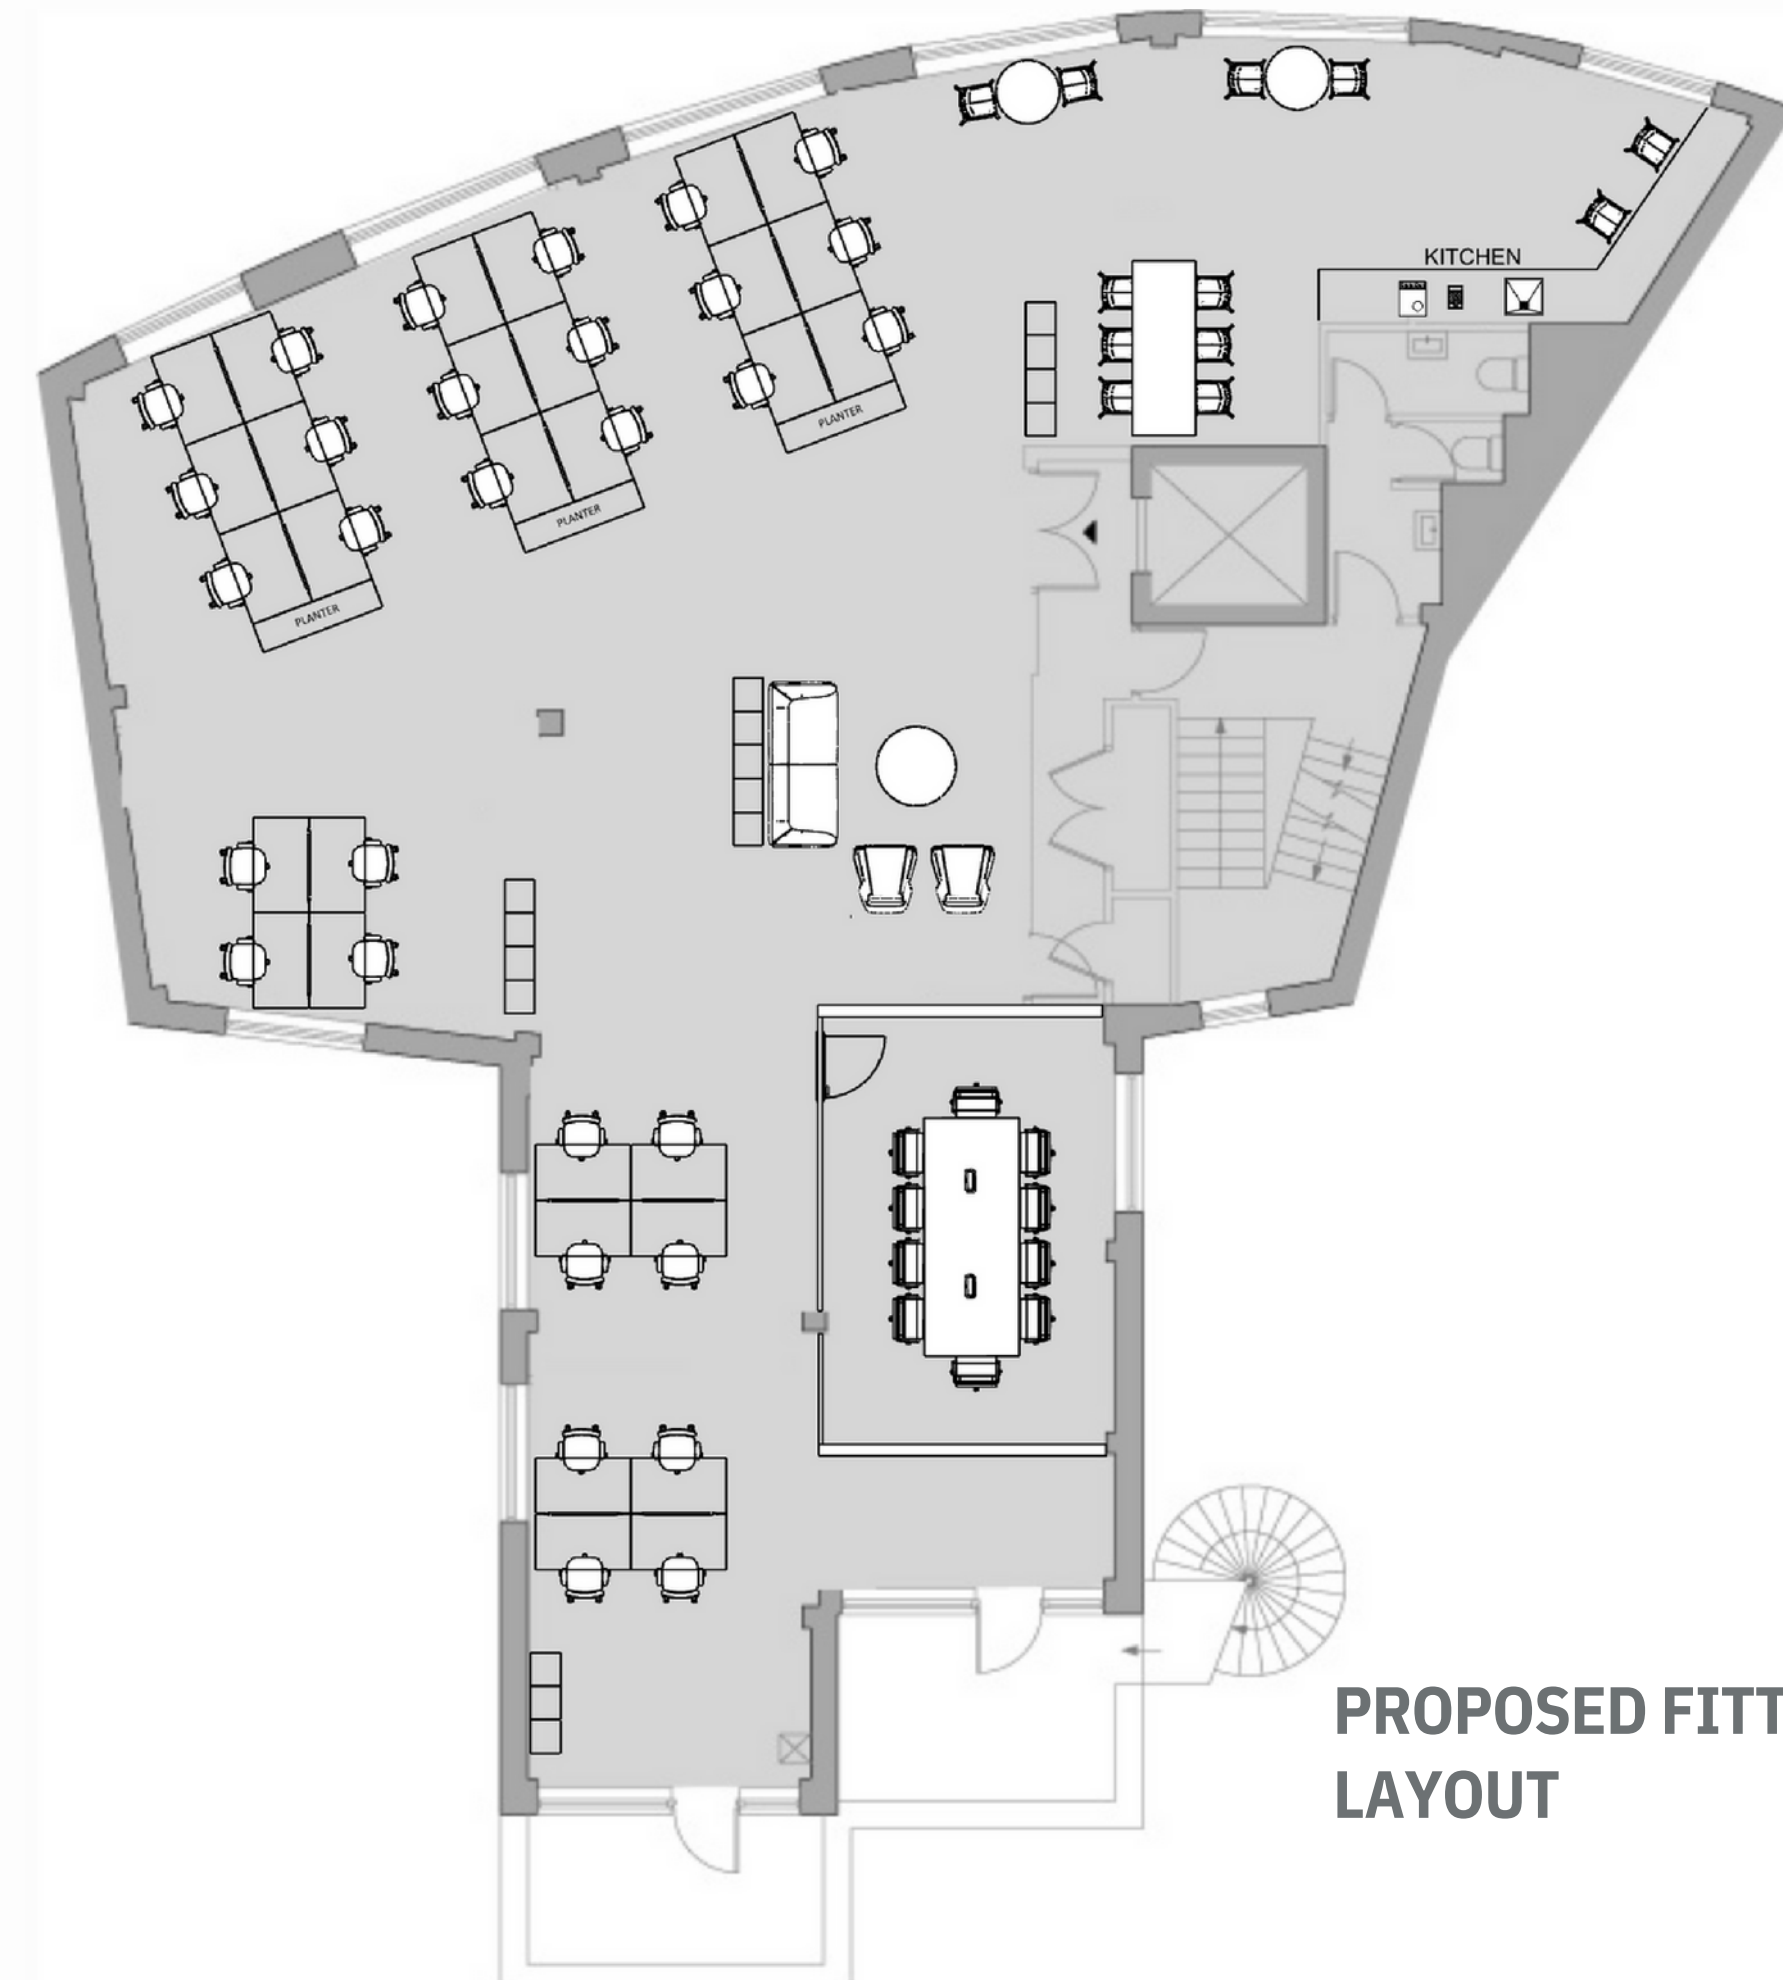 KITCHEN
PLANTER
PLANTER
PLANTER
PROPOSED FITT
LAYOUT